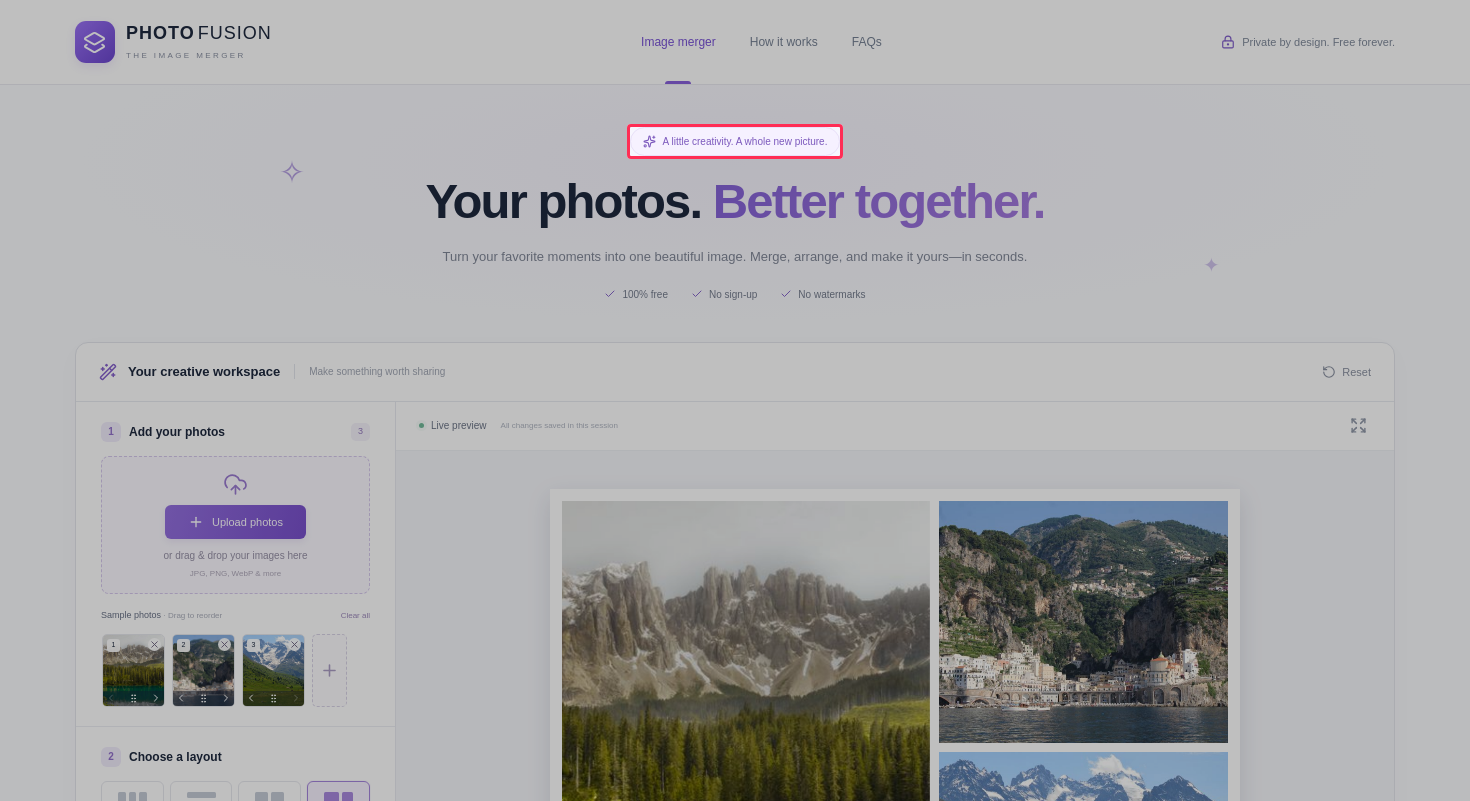 PHOTO FUSION
THE IMAGE MERGER
Image merger
How it works
FAQs
Private by design. Free forever.
A little creativity. A whole new picture.
Your photos. Better together.
Turn your favorite moments into one beautiful image. Merge, arrange, and make it yours—in seconds.
100% free
No sign-up
No watermarks
Your creative workspace
Make something worth sharing
Reset
1
Add your photos
3
Upload photos
or drag & drop your images here
JPG, PNG, WebP & more
Sample photos · Drag to reorder
Clear all
1
2
3
2
Choose a layout
Live preview
All changes saved in this session